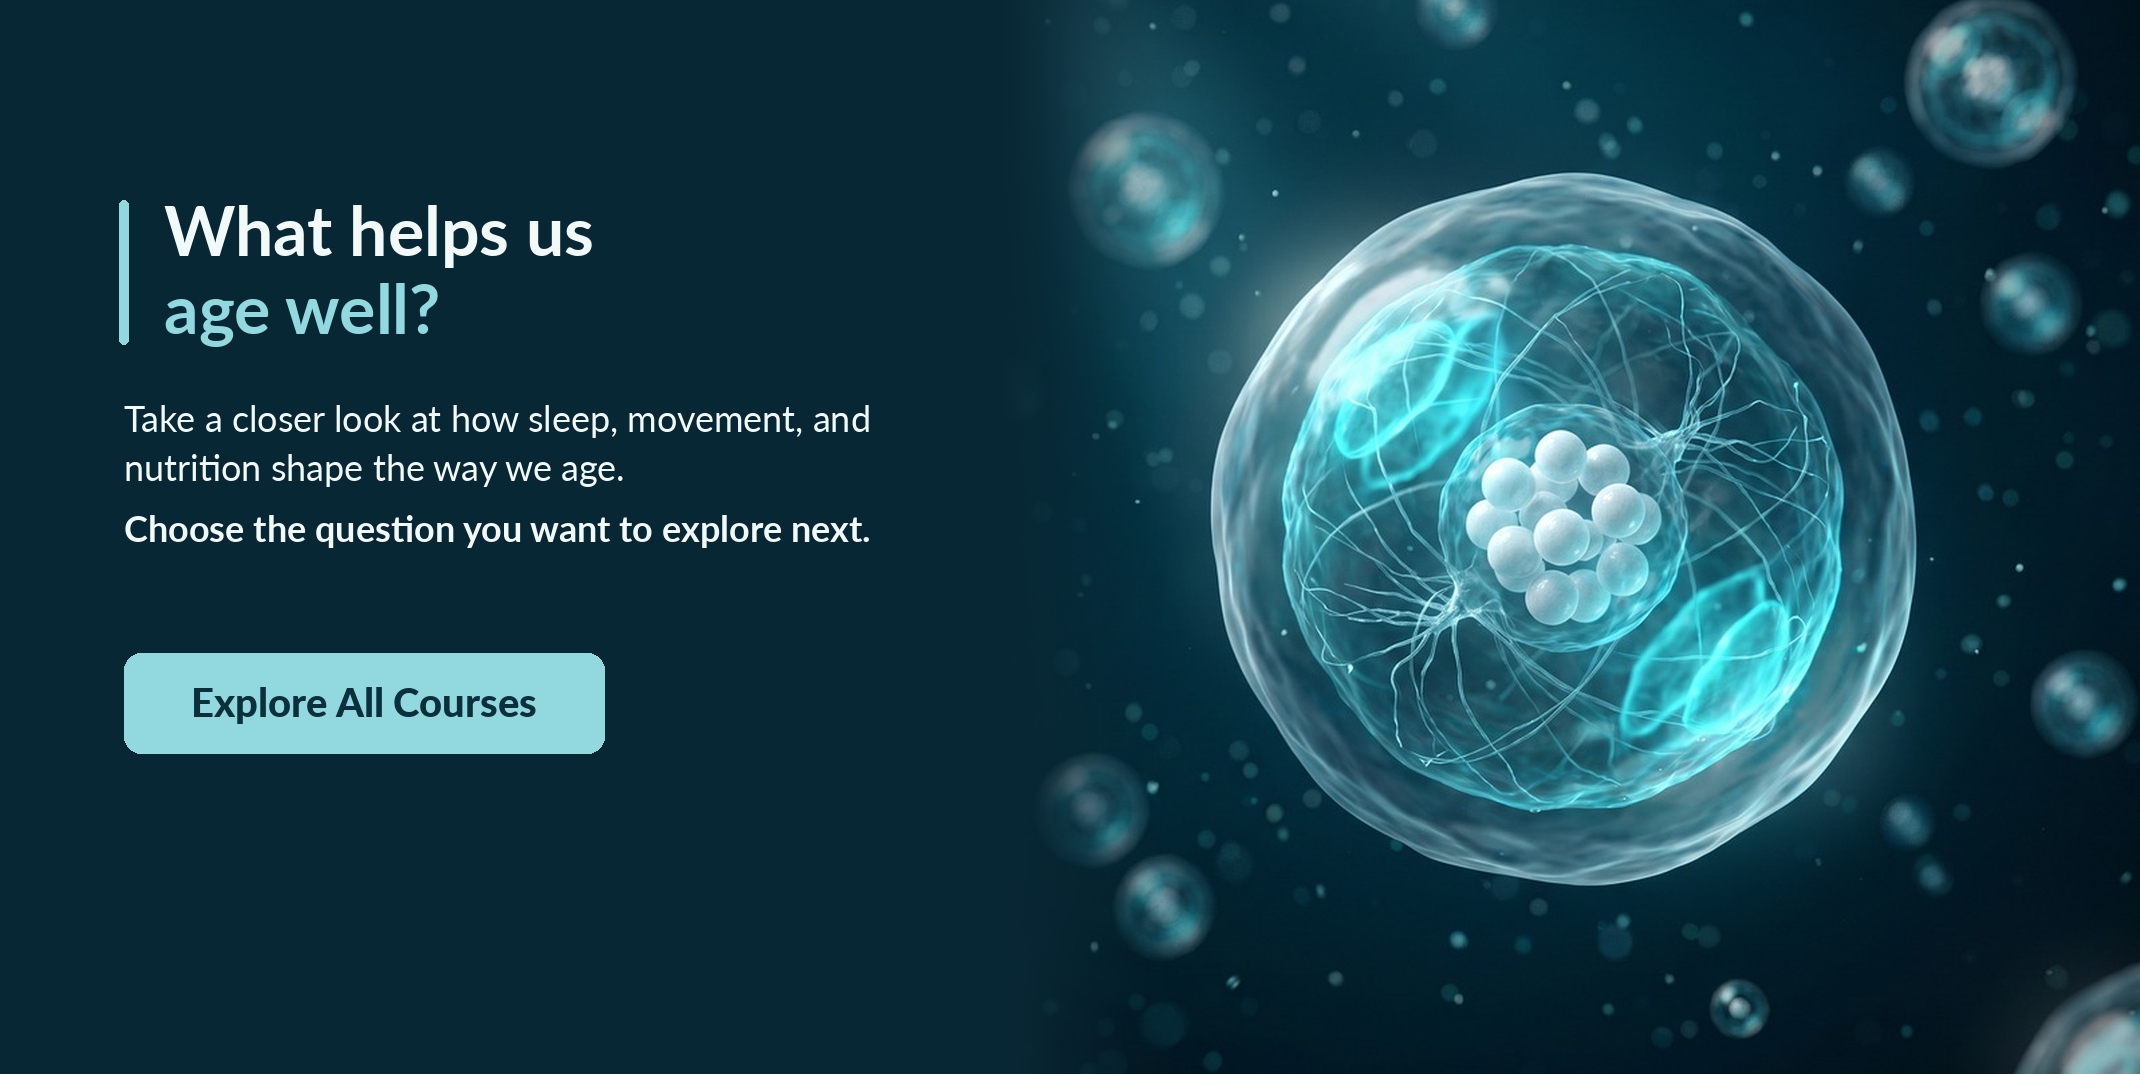 What helps us
age well?
Take a closer look at how sleep, movement, and
nutrition shape the way we age.
Choose the question you want to explore next.
Explore All Courses